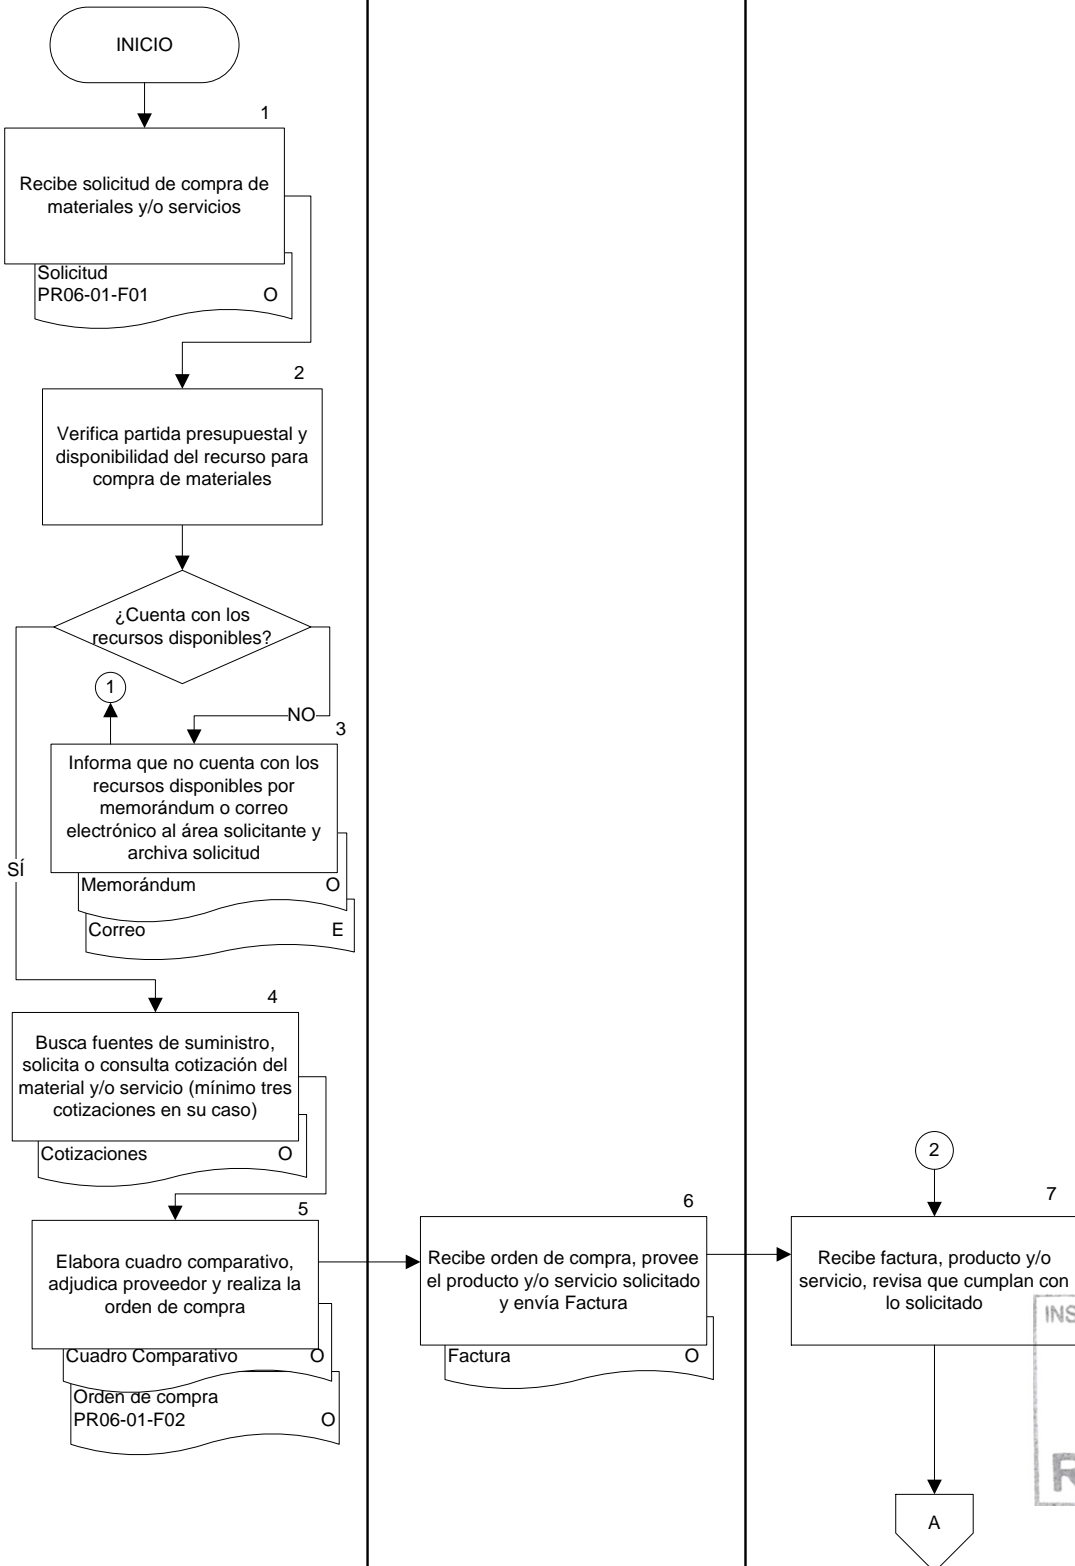 INICIO
1
Recibe solicitud de compra de
materiales y/o servicios
Solicitud
PR06-01-F01 O
2
Verifica partida presupuestal y
disponibilidad del recurso para
compra de materiales
¿Cuenta con los
recursos disponibles?
1
NO
3
Informa que no cuenta con los
recursos disponibles por
memorándum o correo
electrónico al área solicitante y
archiva solicitud
SÍ
Memorándum O
Correo E
4
Busca fuentes de suministro,
solicita o consulta cotización del
material y/o servicio (mínimo tres
cotizaciones en su caso)
Cotizaciones O
5
Elabora cuadro comparativo,
adjudica proveedor y realiza la
orden de compra
Cuadro Comparativo O
Orden de compra
PR06-01-F02 O
6
Recibe orden de compra, provee
el producto y/o servicio solicitado
y envía Factura
Factura O
2
7
Recibe factura, producto y/o
servicio, revisa que cumplan con
lo solicitado
INS
R
A